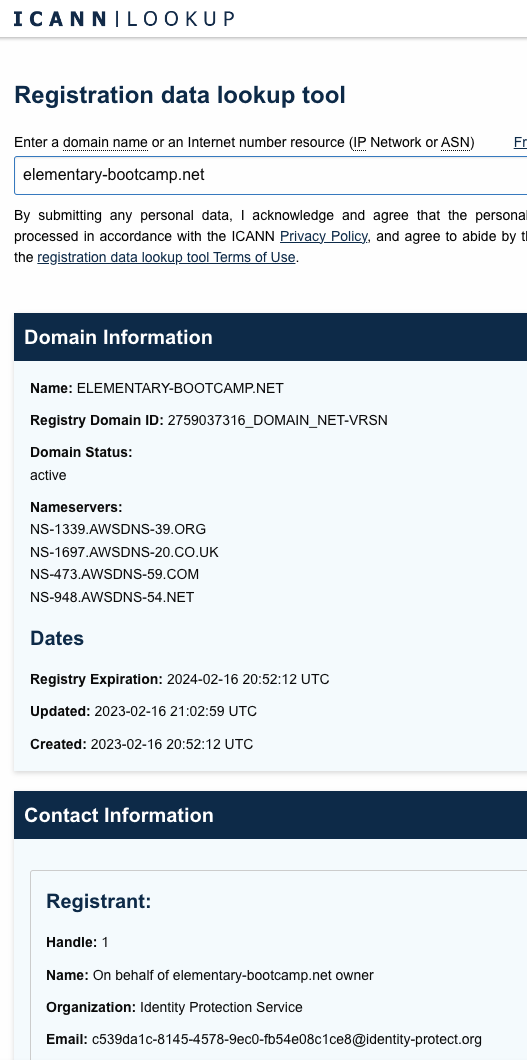 ICANN|LOOKUP
Registration data lookup tool
Enter a domain name or an Internet number resource (IP Network or ASN) Fr
elementary-bootcamp.net
By submitting any personal data, I acknowledge and agree that the persona
processed in accordance with the ICANN Privacy Policy, and agree to abide by t
the registration data lookup tool Terms of Use.
Domain Information
Name: ELEMENTARY-BOOTCAMP.NET
Registry Domain ID: 2759037316_DOMAIN_NET-VRSN
Domain Status:
active
Nameservers:
NS-1339.AWSDNS-39.ORG
NS-1697.AWSDNS-20.CO.UK
NS-473.AWSDNS-59.COM
NS-948.AWSDNS-54.NET
Dates
Registry Expiration: 2024-02-16 20:52:12 UTC
Updated: 2023-02-16 21:02:59 UTC
Created: 2023-02-16 20:52:12 UTC
Contact Information
Registrant:
Handle: 1
Name: On behalf of elementary-bootcamp.net owner
Organization: Identity Protection Service
Email: c539da1c-8145-4578-9ec0-fb54e08c1ce8@identity-protect.org